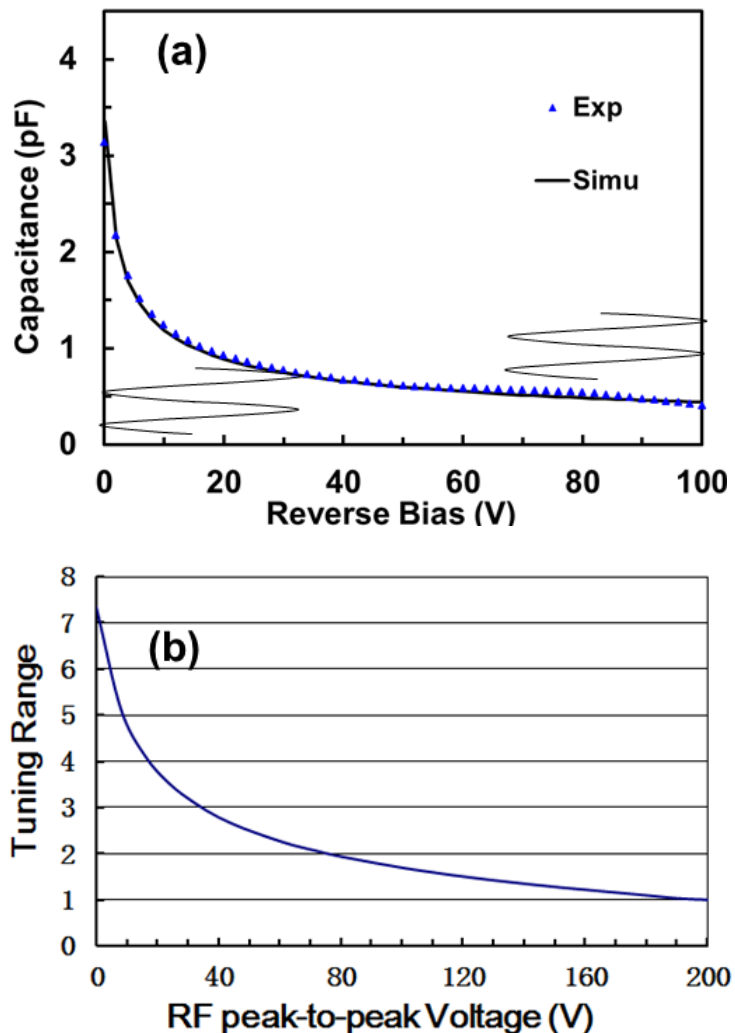 (a)
4
3
2
1
0
Capacitance (pF)
Exp
Simu
0 20 40 60 80 100
Reverse Bias (V)
(b)
8
7
6
5
4
3
2
1
0
Tuning Range
0 40 80 120 160 200
RF peak-to-peak Voltage (V)